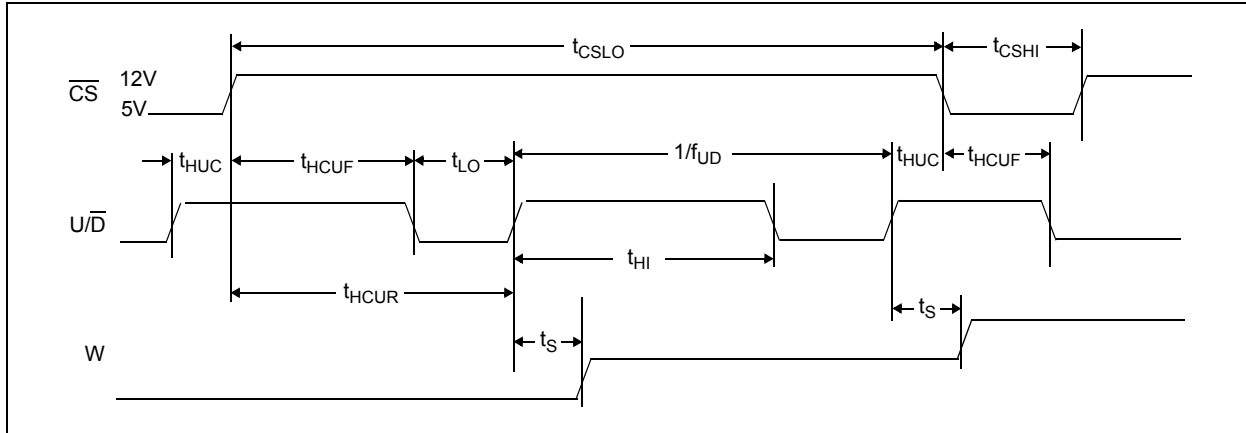 tCSLO
tCSHI
CS
12V
5V
tHUC
tHCUF
tLO
1/fUD
tHUC
tHCUF
U/D
tHI
tHCUR
tS
tS
W